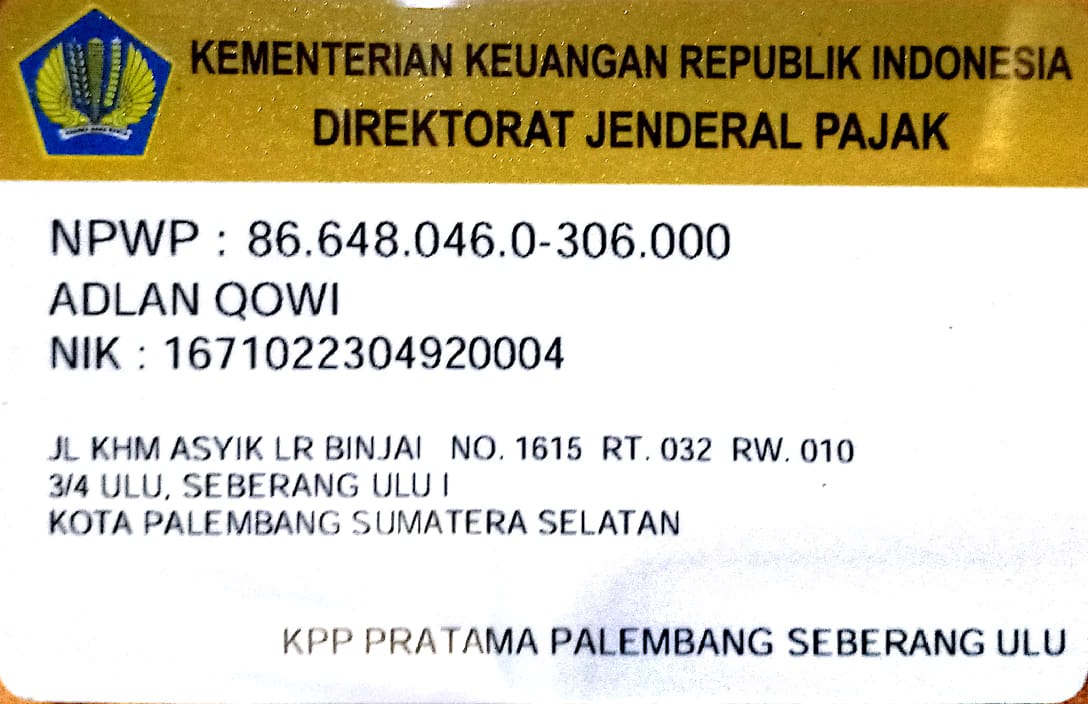 KEMENTERIAN KEUANGAN REPUBLIK INDONESIA
DIREKTORAT JENDERAL PAJAK
NPWP : 86.648.046.0-306.000
ADLAN QOWI
NIK : 1671022304920004
JL KHM ASYIK LR BINJAI NO. 1615 RT. 032 RW. 010
3/4 ULU, SEBERANG ULU I
KOTA PALEMBANG SUMATERA SELATAN
KPP PRATAMA PALEMBANG SEBERANG ULU